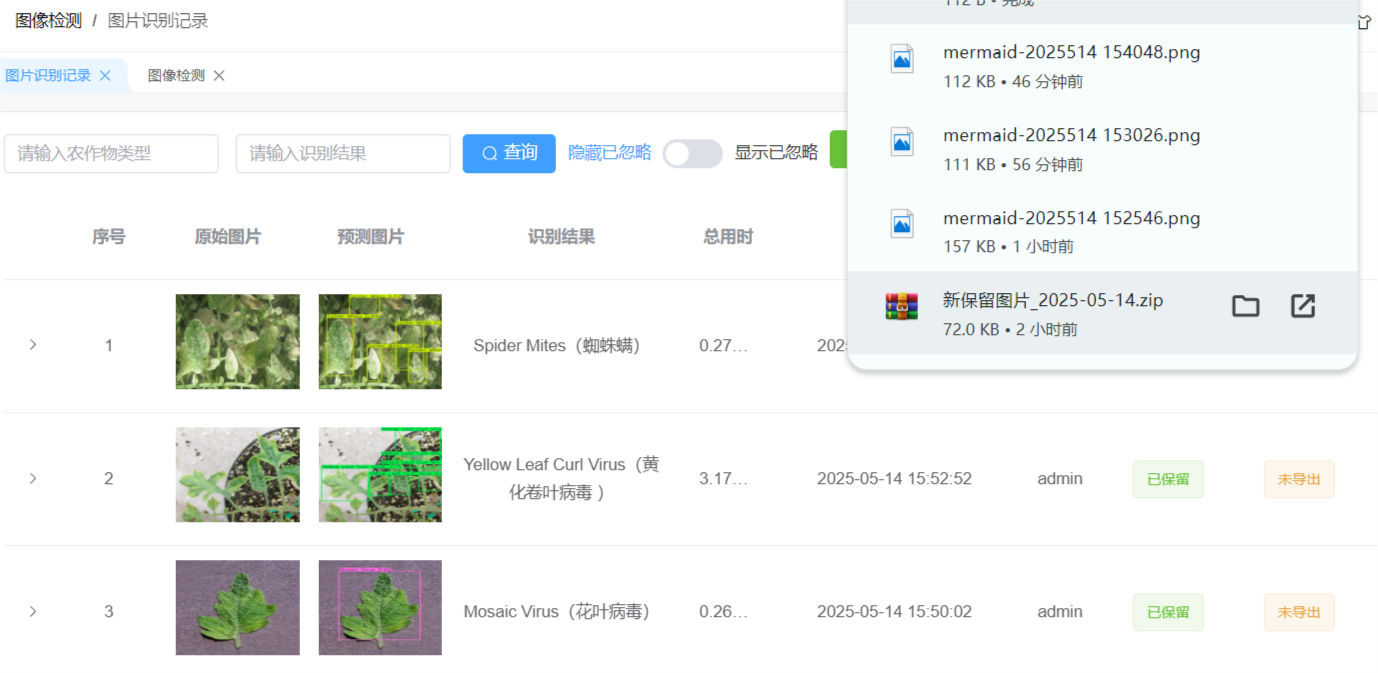 图像检测 / 图片识别记录
112 B • 完成
图片识别记录 ×
图像检测 ×
mermaid-2025514 154048.png
112 KB • 46 分钟前
mermaid-2025514 153026.png
111 KB • 56 分钟前
mermaid-2025514 152546.png
157 KB • 1 小时前
新保留图片_2025-05-14.zip
72.0 KB • 2 小时前
请输入农作物类型
请输入识别结果
查询
隐藏已忽略
显示已忽略
序号 原始图片 预测图片 识别结果 总用时
1 Spider Mites（蜘蛛螨） 0.27... 202
2 Yellow Leaf Curl Virus（黄
化卷叶病毒 ） 3.17... 2025-05-14 15:52:52 admin 已保留 未导出
3 Mosaic Virus（花叶病毒） 0.26... 2025-05-14 15:50:02 admin 已保留 未导出